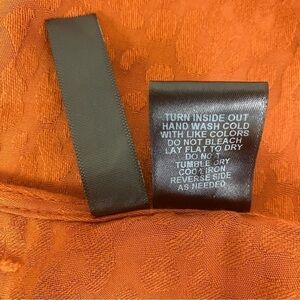 TURN INSIDE OUT
HAND WASH COLD
WITH LIKE COLORS
DO NOT BLEACH
LAY FLAT TO DRY
DO NOT
TUMBLE DRY
COOL IRON
REVERSE SIDE
AS NEEDED